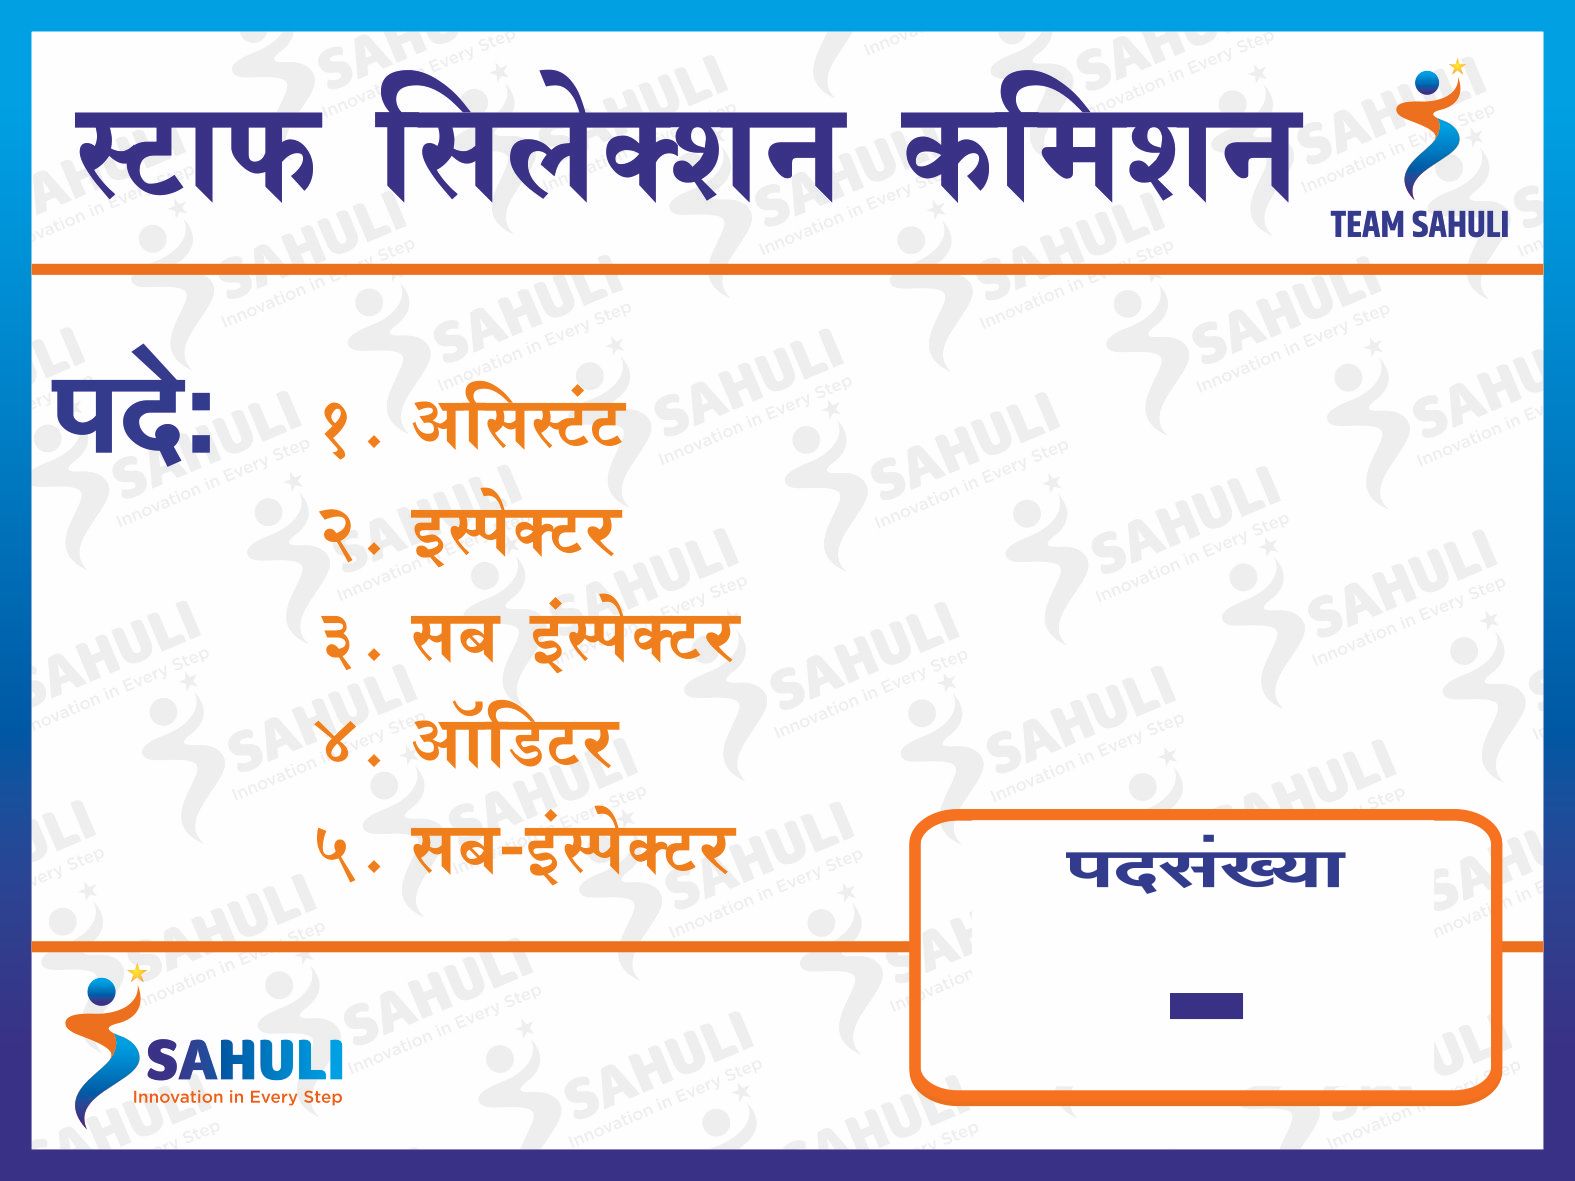 स्टाफ सिलेक्शन कमिशन
TEAM SAHULI
पदे:
१. असिस्टंट
२. इस्पेक्टर
३. सब इंस्पेक्टर
४. ऑडिटर
५. सब-इंस्पेक्टर
पदसंख्या
-
SAHULI
Innovation in Every Step